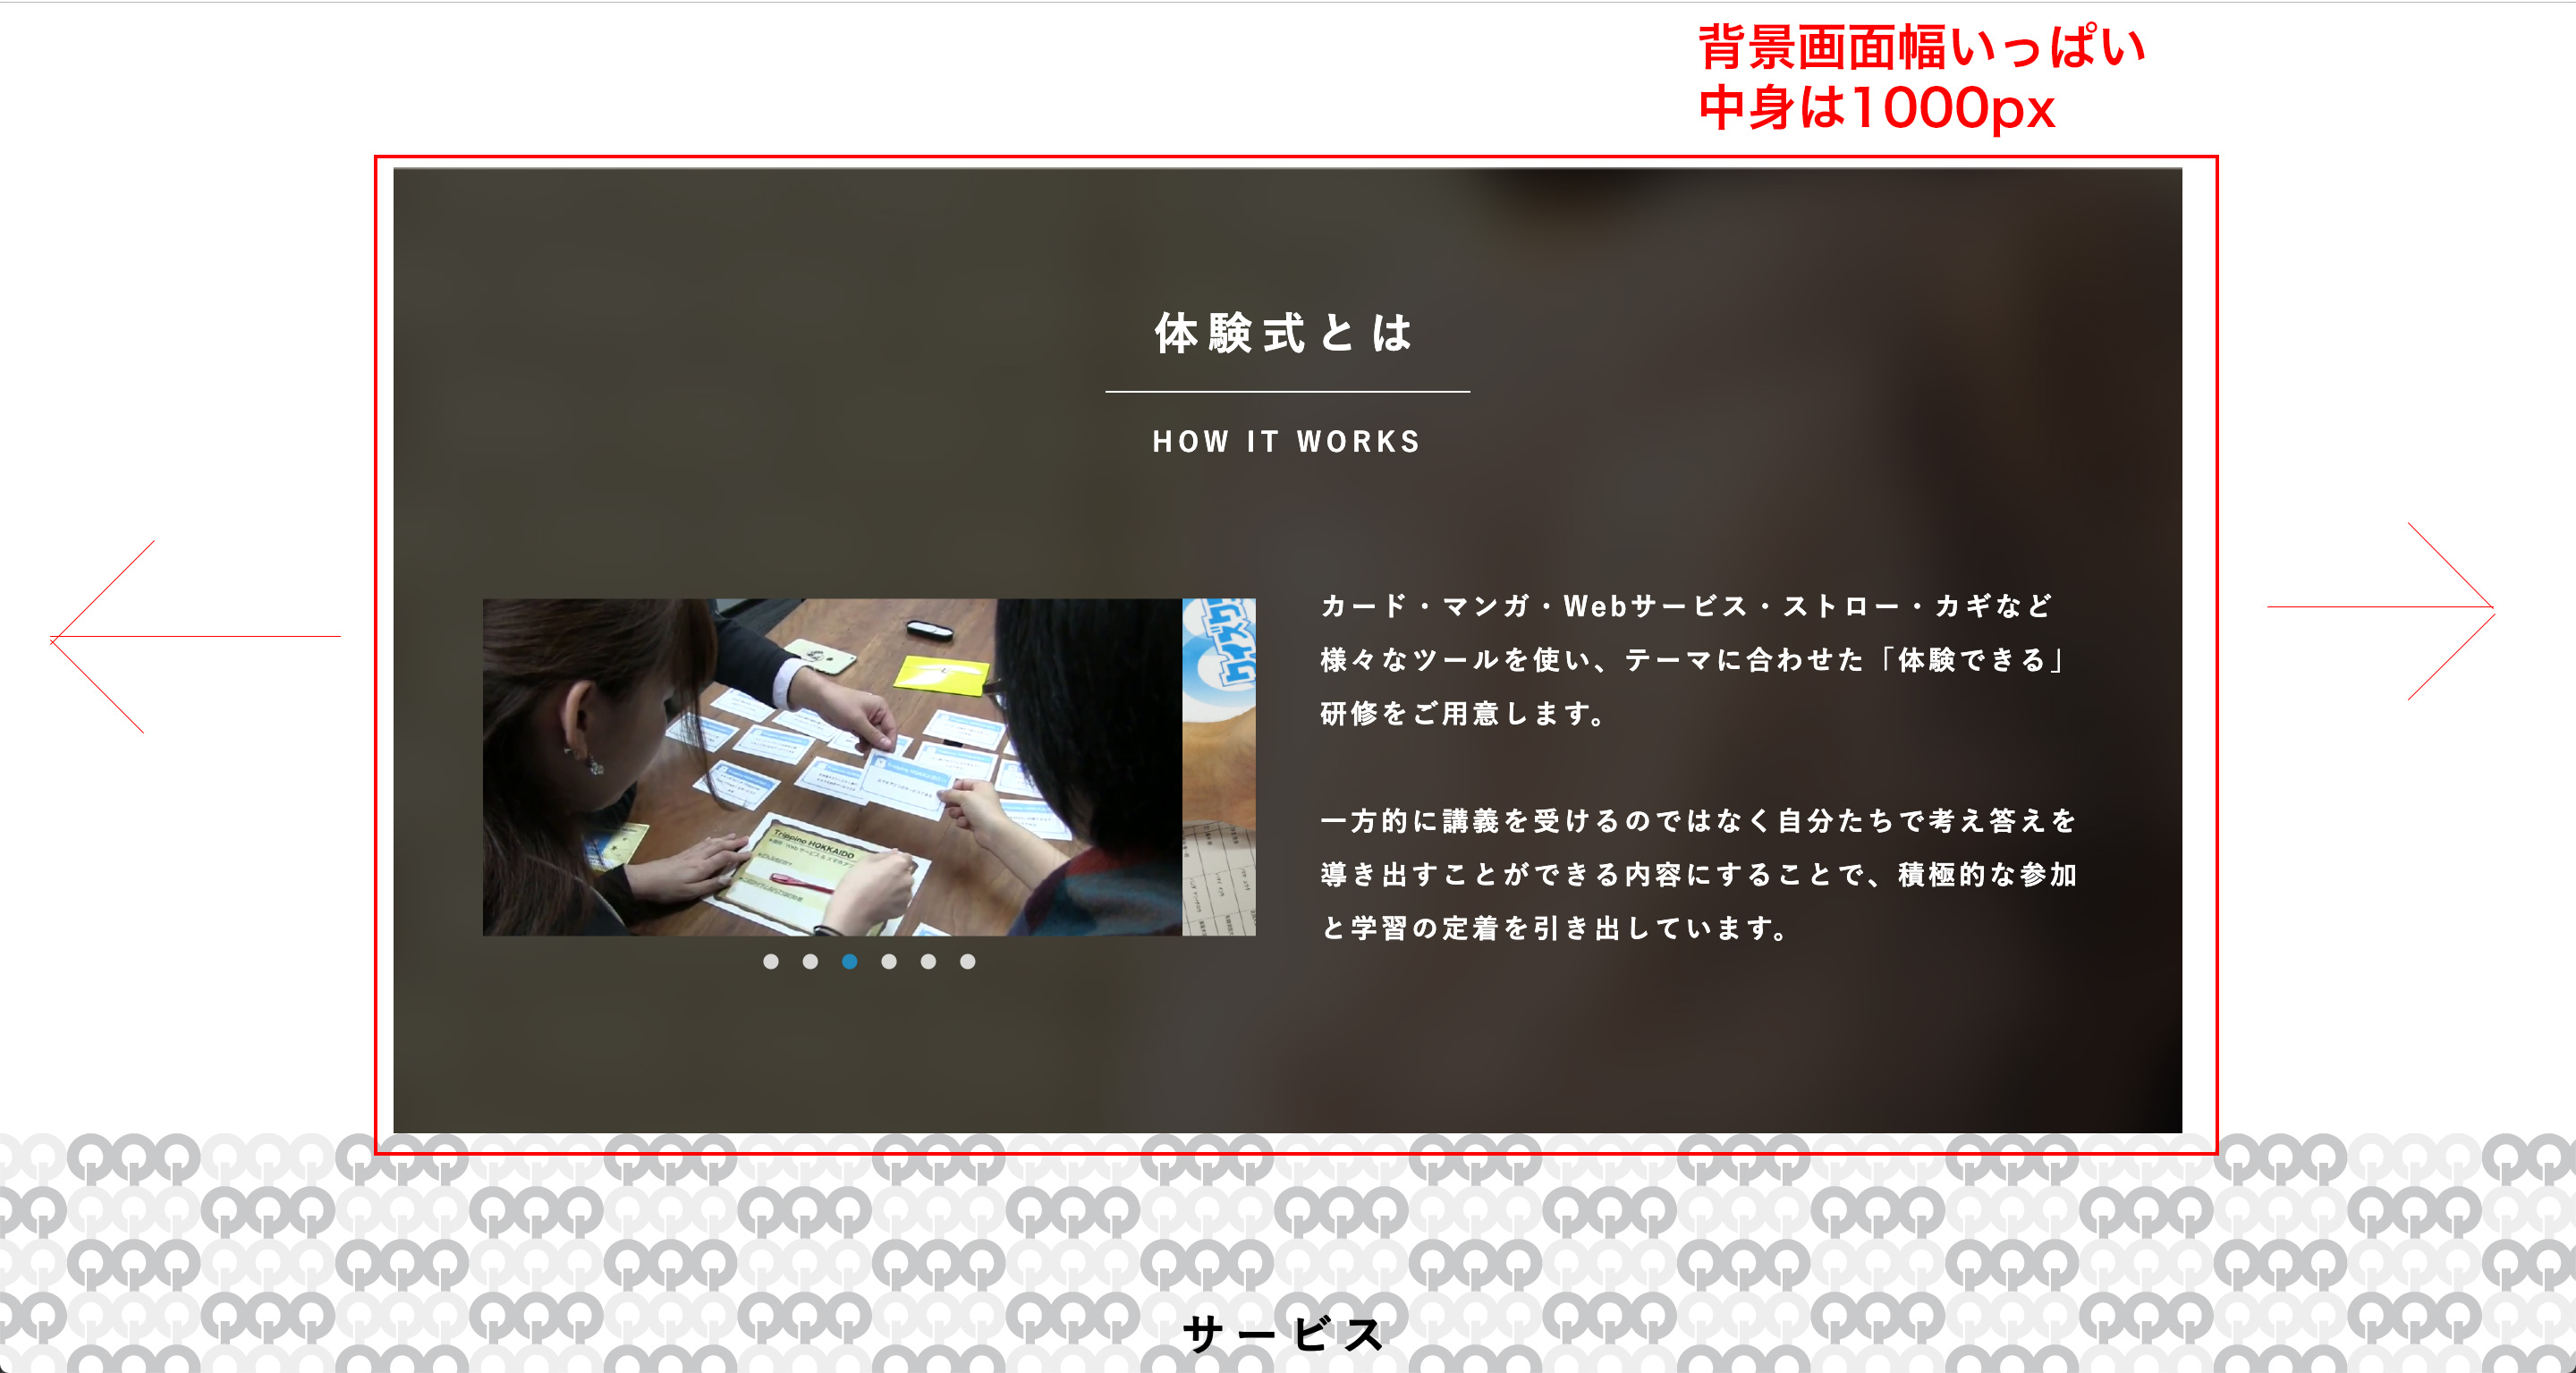 背景画面幅いっぱい
中身は1000px
体験式とは
HOW IT WORKS
カード・マンガ・Webサービス・ストロー・カギなど
様々なツールを使い、テーマに合わせた「体験できる」
研修をご用意します。
一方的に講義を受けるのではなく自分たちで考え答えを
導き出すことができる内容にすることで、積極的な参加
と学習の定着を引き出しています。
Trippino HOKKAIDO
サービス